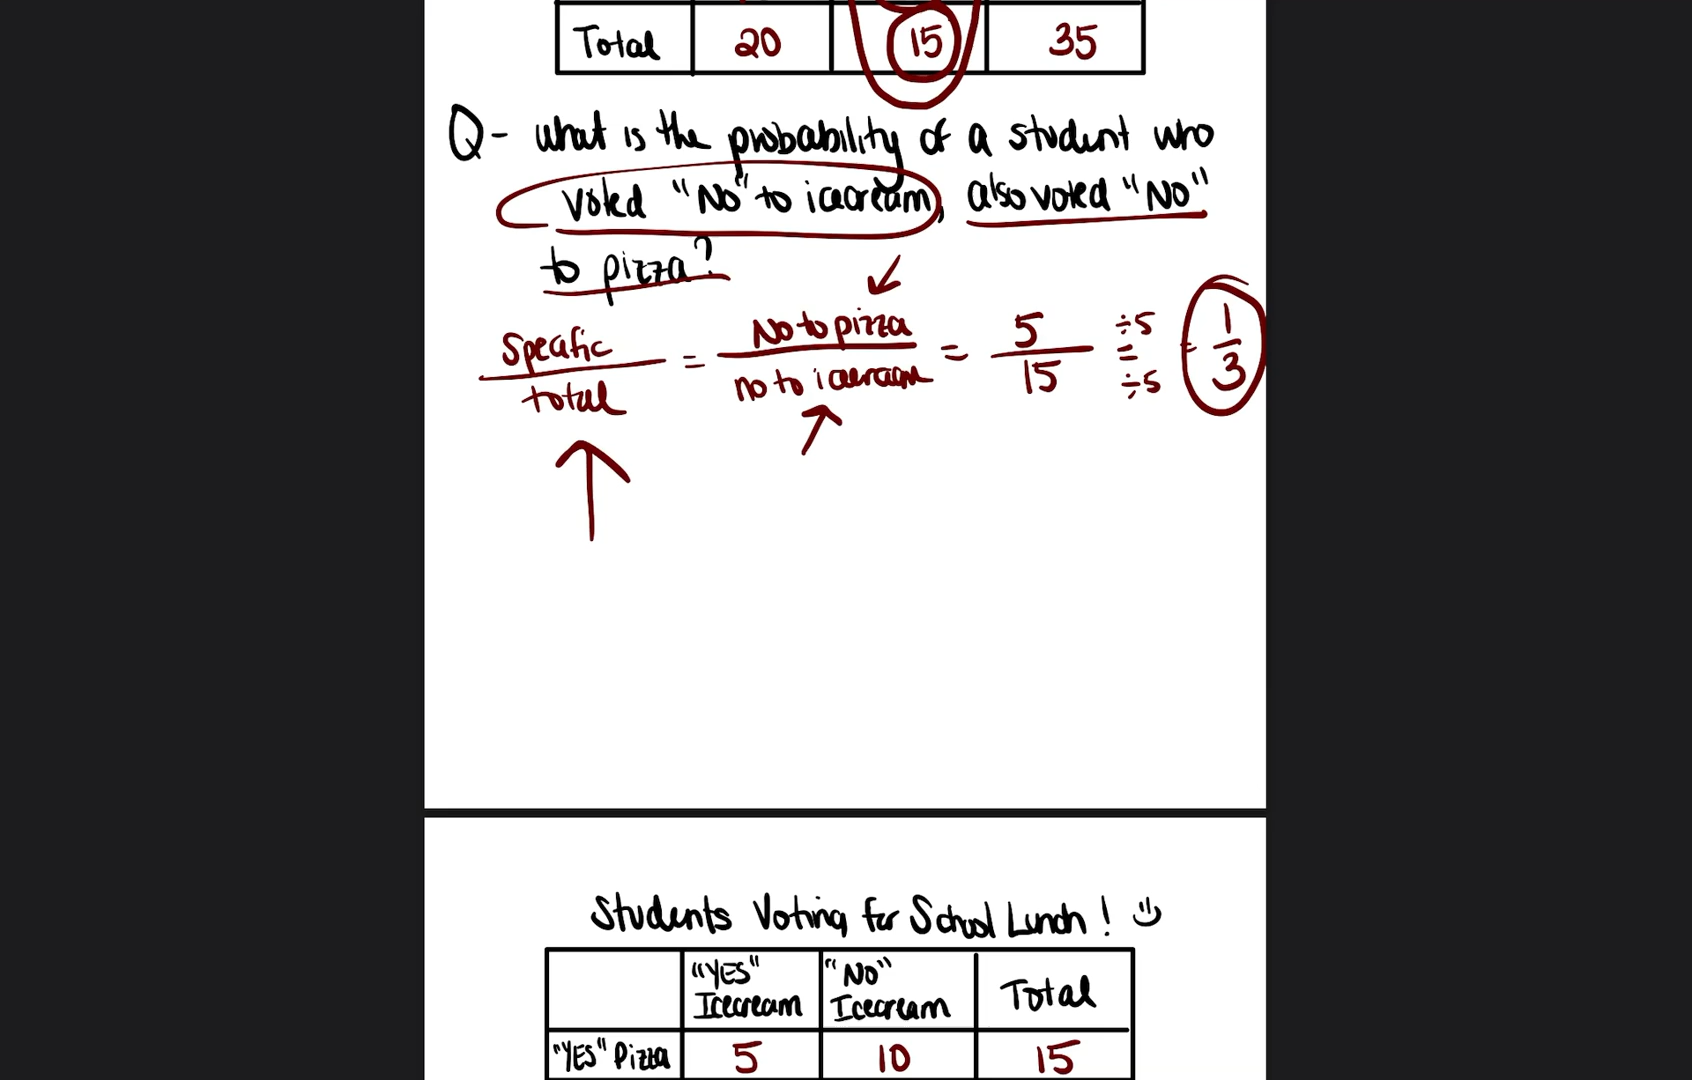 Total 20 15 35
Q- what is the probability of a student who
voted "No" to icecream, also voted "No"
to pizza?
Specific No to pizza 5 ÷5 1
= = = =
total no to icecream 15 ÷5 3
Students Voting for School Lunch! :)
"YES" Icecream "NO" Icecream Total
"YES" Pizza 5 10 15